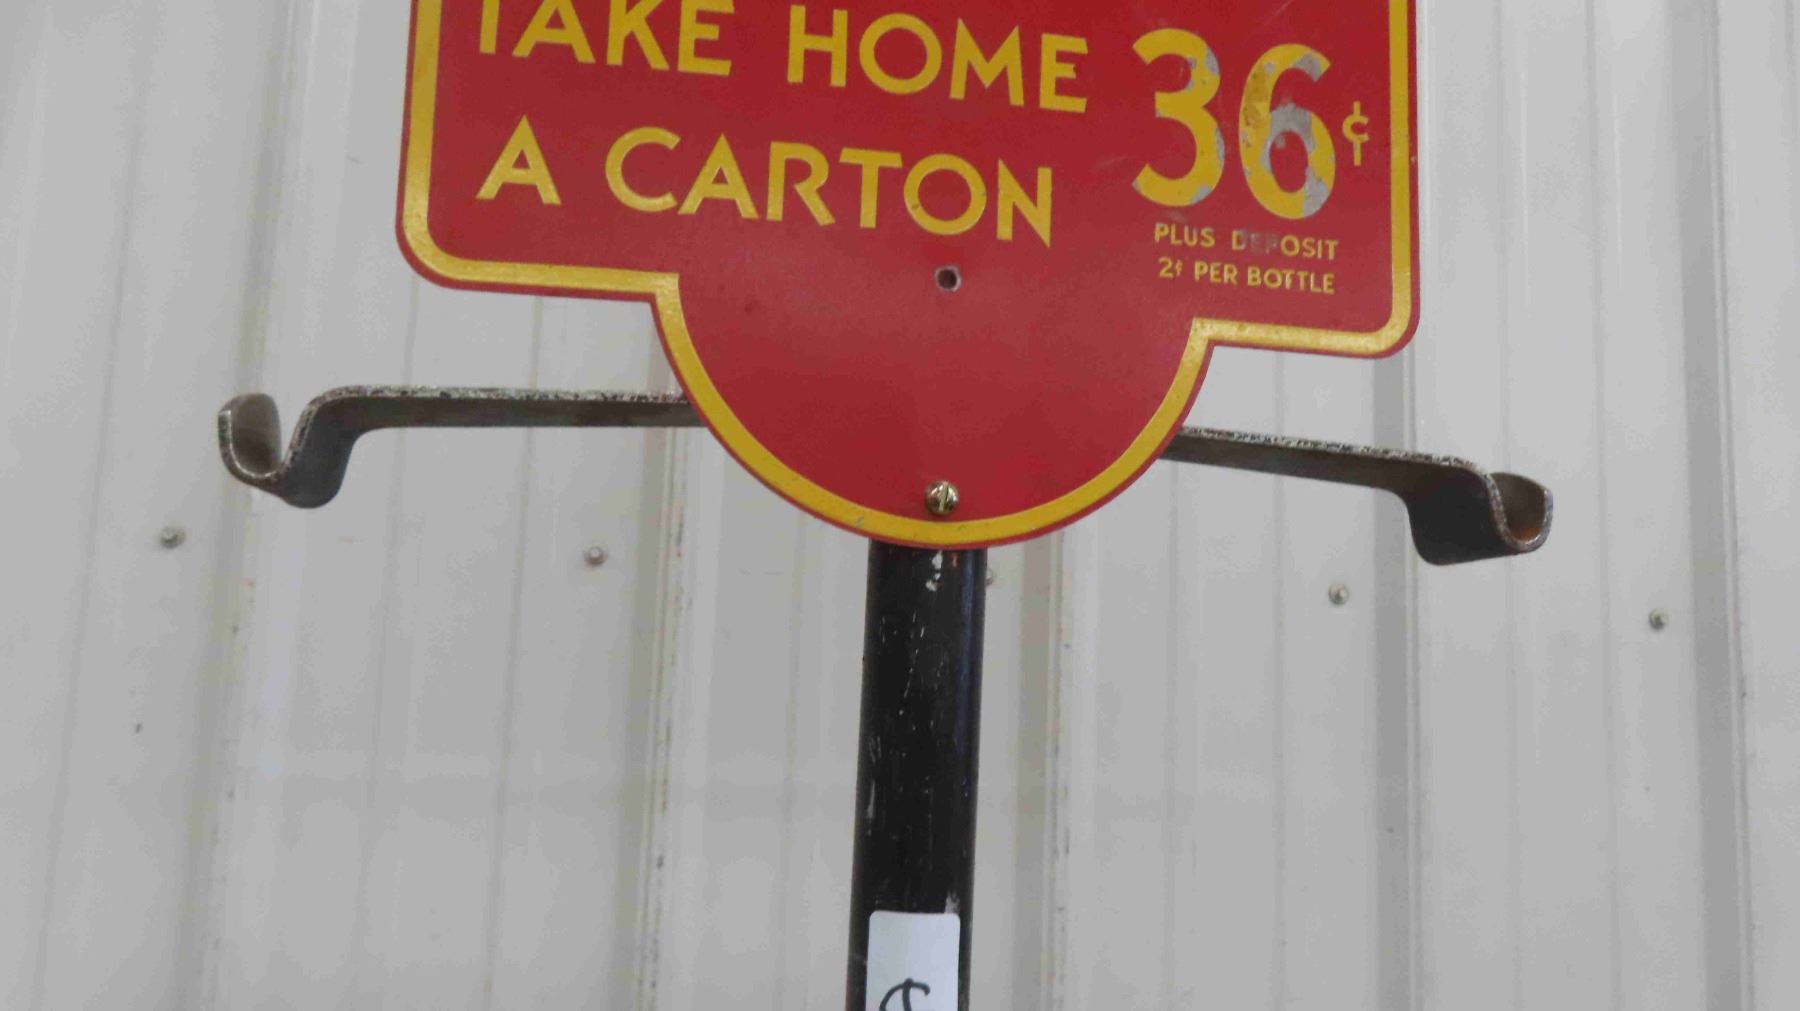 TAKE HOME
A CARTON
36¢
PLUS DEPOSIT
2¢ PER BOTTLE